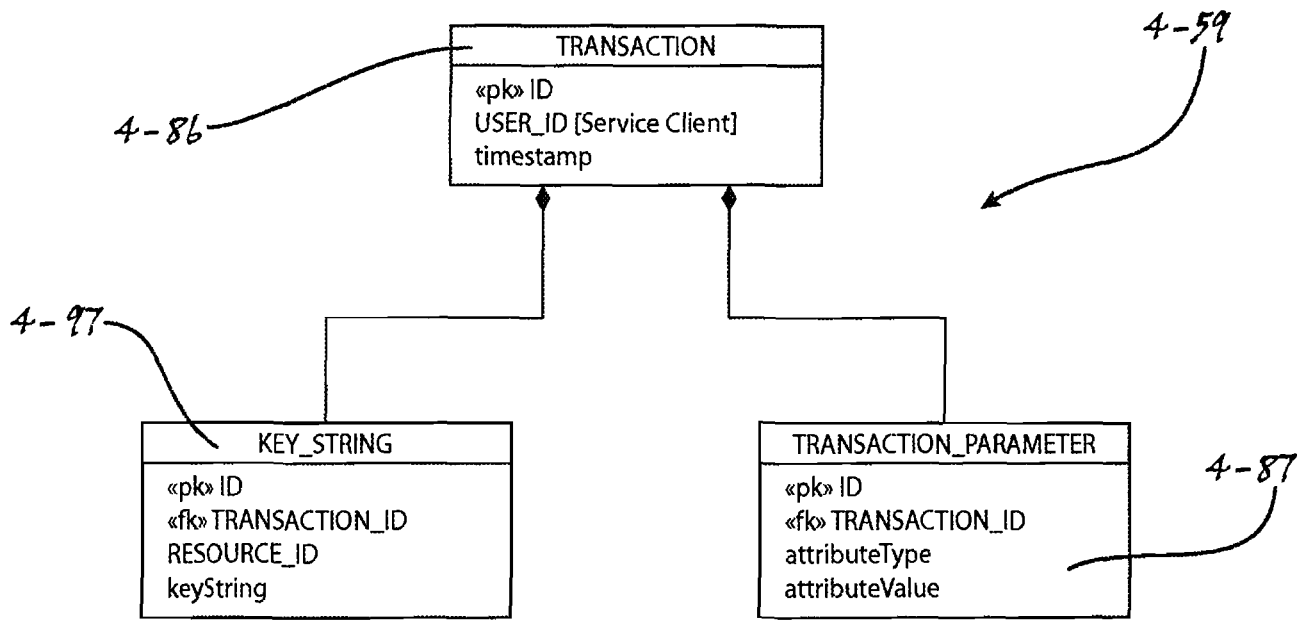 4-59
TRANSACTION
«pk» ID
USER_ID [Service Client]
timestamp
4-86
4-97
KEY_STRING
«pk» ID
«fk» TRANSACTION_ID
RESOURCE_ID
keyString
TRANSACTION_PARAMETER
«pk» ID
«fk» TRANSACTION_ID
attributeType
attributeValue
4-87